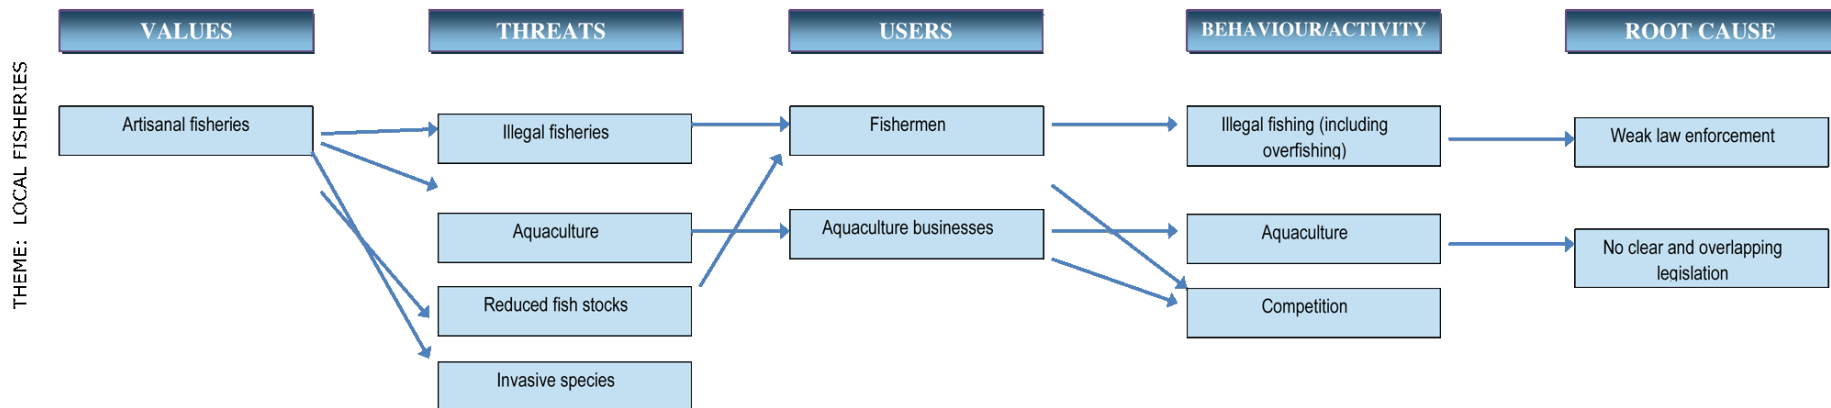 VALUES
THREATS
USERS
BEHAVIOUR/ACTIVITY
ROOT CAUSE
THEME: LOCAL FISHERIES
Artisanal fisheries
Illegal fisheries
Fishermen
Illegal fishing (including
overfishing)
Weak law enforcement
Aquaculture
Aquaculture businesses
Aquaculture
No clear and overlapping
legislation
Reduced fish stocks
Competition
Invasive species